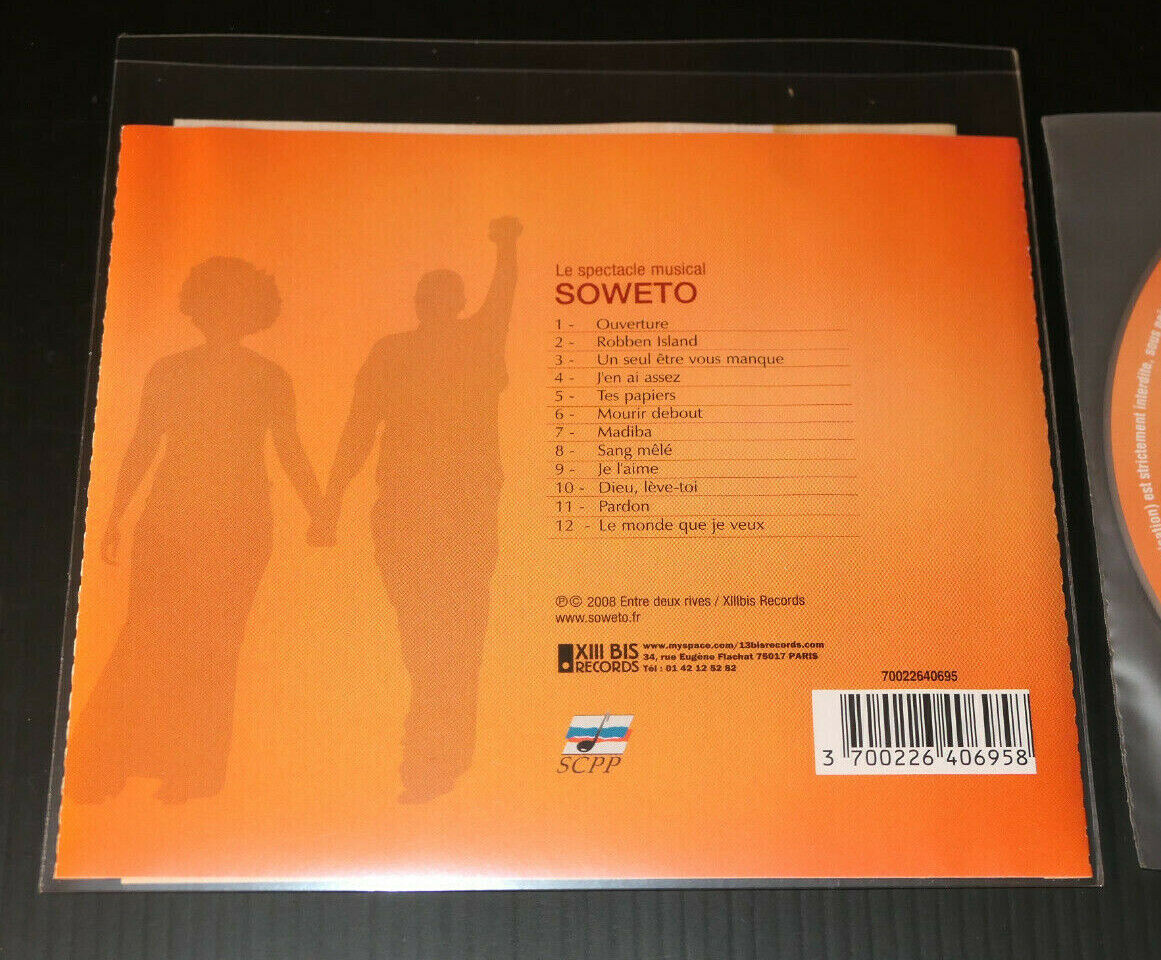 Le spectacle musical
SOWETO
1 - Ouverture
2 - Robben Island
3 - Un seul être vous manque
4 - J'en ai assez
5 - Tes papiers
6 - Mourir debout
7 - Madiba
8 - Sang mêlé
9 - Je l'aime
10 - Dieu, lève-toi
11 - Pardon
12 - Le monde que je veux
℗© 2008 Entre deux rives / XIIIbis Records
www.soweto.fr
XIII BIS
RECORDS
www.myspace.com/13bisrecords.com
34, rue Eugène Flachat 75017 PARIS
Tél : 01 42 12 52 82
SCPP
70022640695
3 700226 406958
est strictement interdite, sous